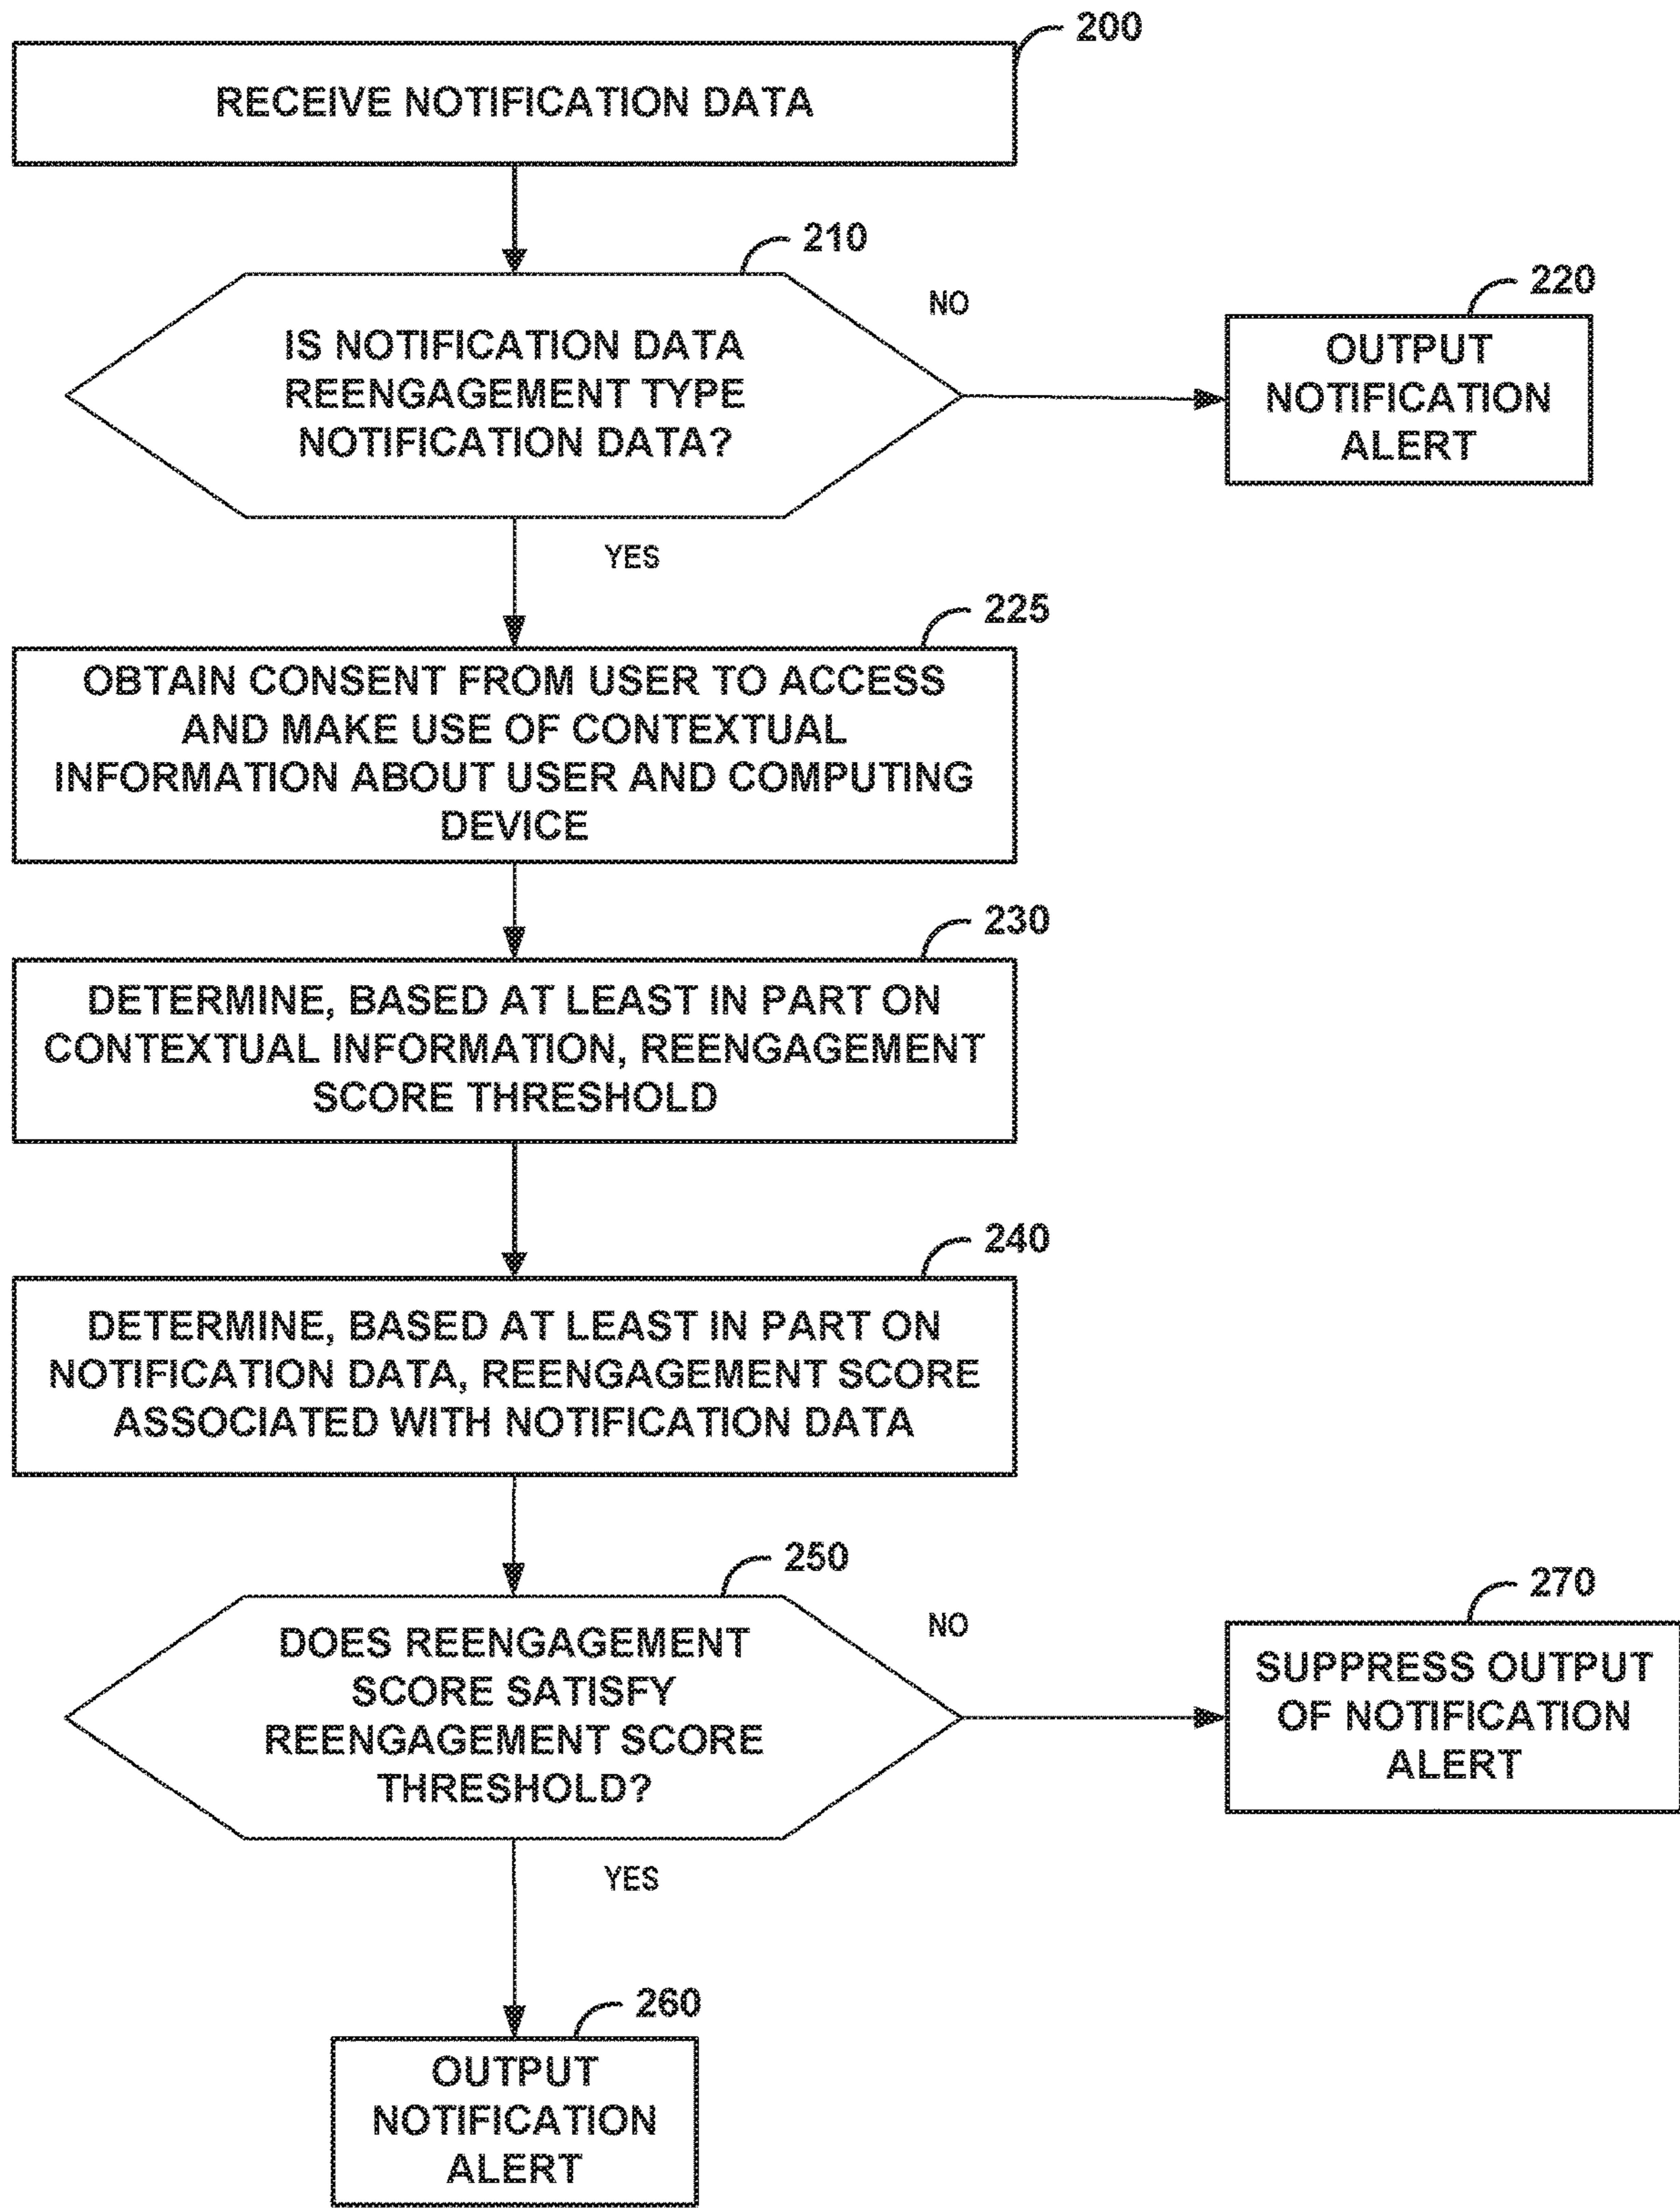 200
RECEIVE NOTIFICATION DATA
210
NO
220
IS NOTIFICATION DATA
REENGAGEMENT TYPE
NOTIFICATION DATA?
OUTPUT
NOTIFICATION
ALERT
YES
225
OBTAIN CONSENT FROM USER TO ACCESS
AND MAKE USE OF CONTEXTUAL
INFORMATION ABOUT USER AND COMPUTING
DEVICE
230
DETERMINE, BASED AT LEAST IN PART ON
CONTEXTUAL INFORMATION, REENGAGEMENT
SCORE THRESHOLD
240
DETERMINE, BASED AT LEAST IN PART ON
NOTIFICATION DATA, REENGAGEMENT SCORE
ASSOCIATED WITH NOTIFICATION DATA
250
NO
270
DOES REENGAGEMENT
SCORE SATISFY
REENGAGEMENT SCORE
THRESHOLD?
SUPPRESS OUTPUT
OF NOTIFICATION
ALERT
YES
260
OUTPUT
NOTIFICATION
ALERT